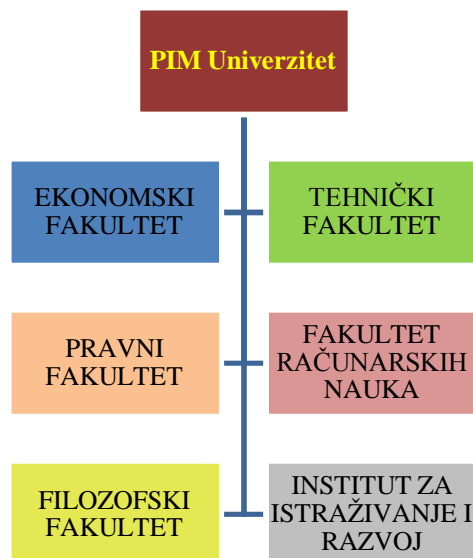 PIM Univerzitet
EKONOMSKI
FAKULTET
TEHNIČKI
FAKULTET
PRAVNI
FAKULTET
FAKULTET
RAČUNARSKIH
NAUKA
FILOZOFSKI
FAKULTET
INSTITUT ZA
ISTRAŽIVANJE I
RAZVOJ